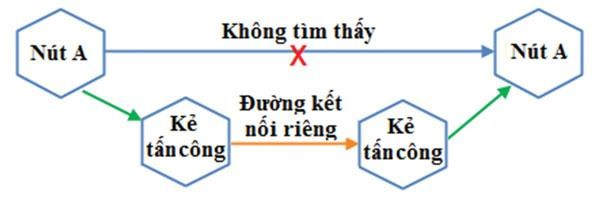 Không tìm thấy
Nút A
X
Nút A
Đường kết
nối riêng
Kẻ
tấn công
Kẻ
tấn công